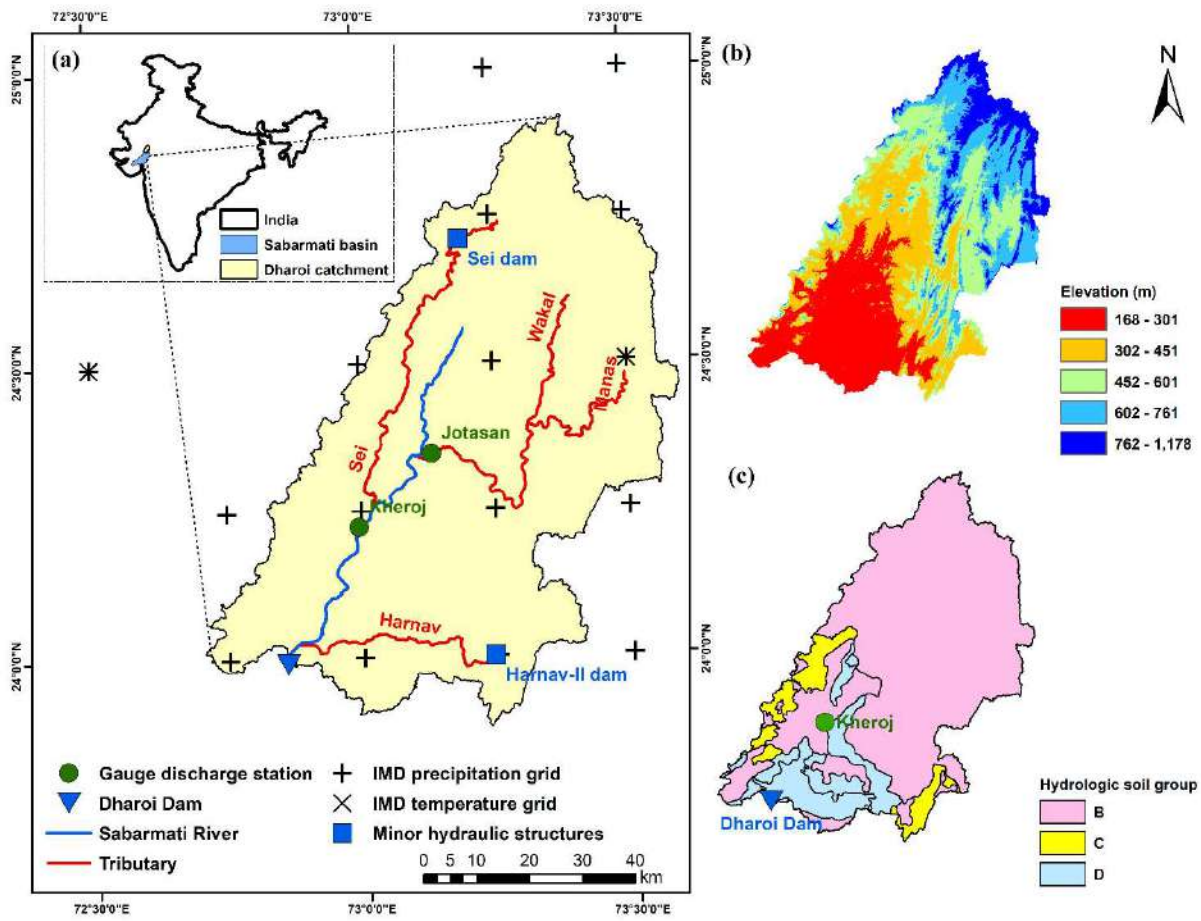 72°30'0"E
73°0'0"E
73°30'0"E
(a)
(b)
N
25°0'0"N
25°0'0"N
India
Sabarmati basin
Dharoi catchment
Sei dam
Wakal
Manas
24°30'0"N
24°30'0"N
Elevation (m)
168 - 301
302 - 451
452 - 601
602 - 761
762 - 1,178
Jotasan
Sei
Kheroj
(c)
Harnav
Harnav-II dam
24°0'0"N
24°0'0"N
Kheroj
Dharoi Dam
Hydrologic soil group
B
C
D
Gauge discharge station
IMD precipitation grid
Dharoi Dam
IMD temperature grid
Sabarmati River
Minor hydraulic structures
Tributary
0 5 10 20 30 40
km
72°30'0"E
73°0'0"E
73°30'0"E